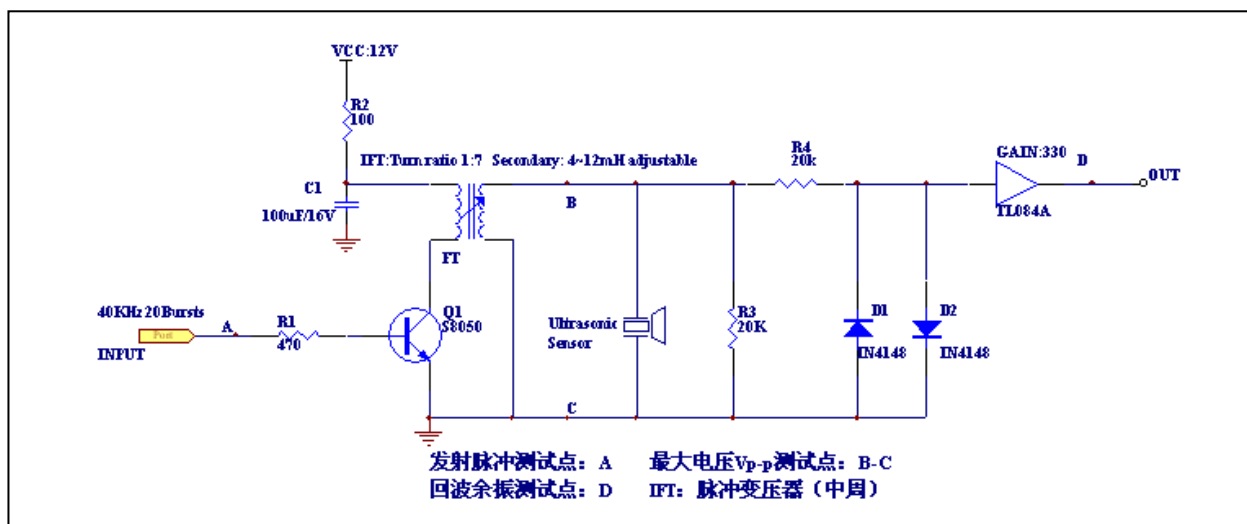 VCC:12V
R2
100
IFT:Turn ratio 1:7 Secondary: 4~12mH adjustable
R4
20k
GAIN:330
D
OUT
C1
100uF/16V
B
TL084A
FT
40KHz 20Bursts
A
R1
Q1
S8050
Ultrasonic
Sensor
R3
20K
D1
D2
Port
INPUT
470
IN4148
IN4148
C
发射脉冲测试点：A 最大电压Vp-p测试点：B-C
回波余振测试点：D IFT：脉冲变压器（中周）